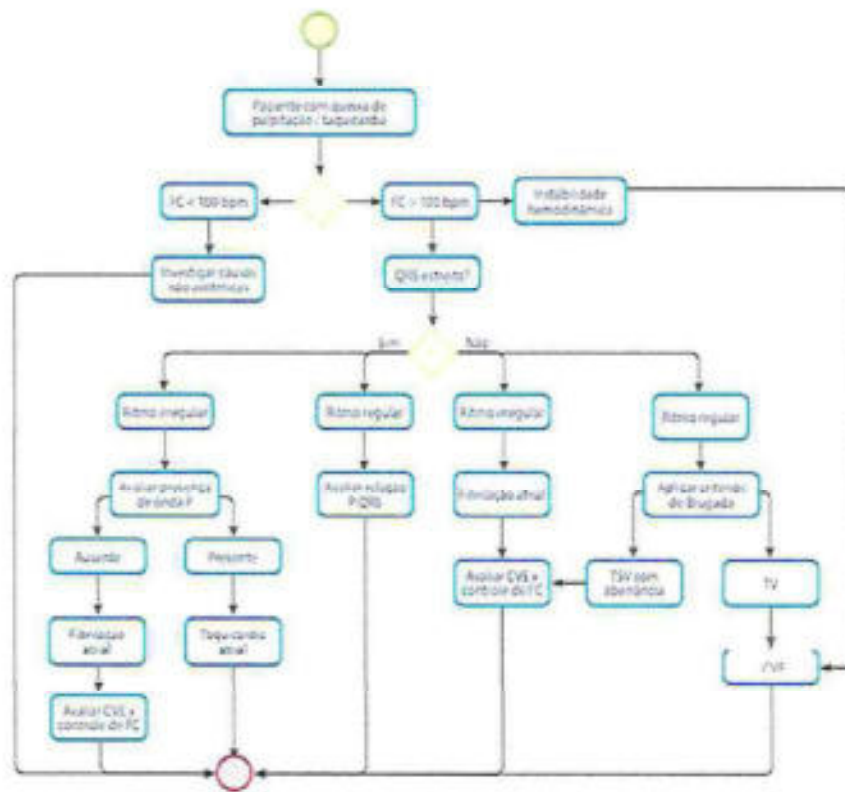 Paciente com queixa de
palpitação / taquicardia
FC < 100 bpm
FC > 100 bpm
Instabilidade
hemodinâmica
Investigar causas
não arrítmicas
QRS estreito?
Sim
Não
Ritmo irregular
Ritmo regular
Ritmo irregular
Ritmo regular
Avaliar presença
de onda P
Avaliar relação
P-QRS
Fibrilação atrial
Aplicar
de Brugada
Ausente
Presente
Avaliar CVE +
controle de FC
TSV com
aberrância
TV
Fibrilação
atrial
Taquicardia
atrial
CVE
Avaliar CVE +
controle de FC